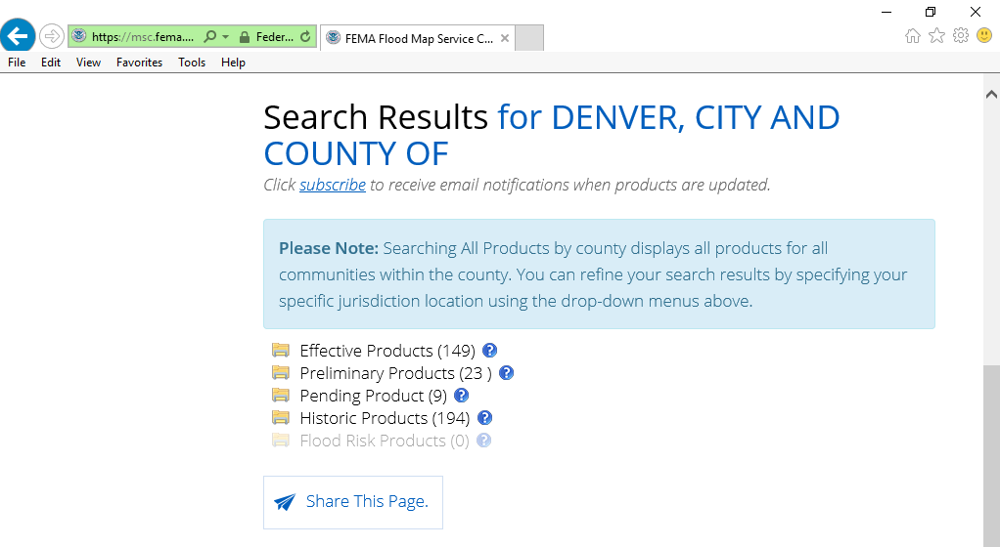 https://msc.fema.... Feder... FEMA Flood Map Service C...
File Edit View Favorites Tools Help
Search Results for DENVER, CITY AND
COUNTY OF
Click subscribe to receive email notifications when products are updated.
Please Note: Searching All Products by county displays all products for all
communities within the county. You can refine your search results by specifying your
specific jurisdiction location using the drop-down menus above.
Effective Products (149)
Preliminary Products (23 )
Pending Product (9)
Historic Products (194)
Flood Risk Products (0)
Share This Page.